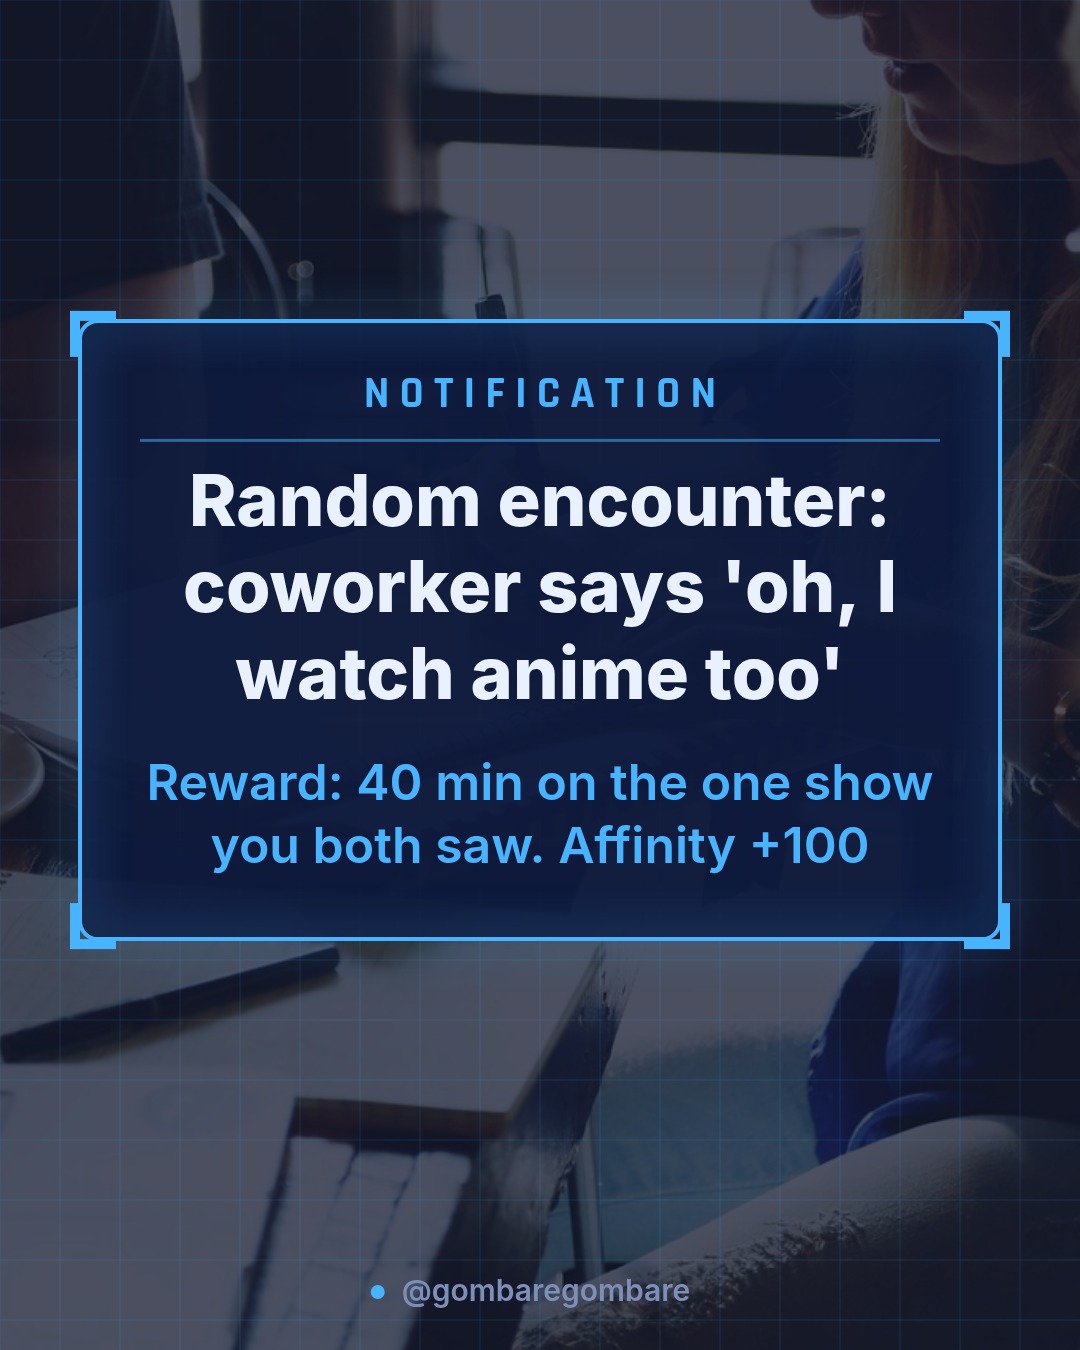 NOTIFICATION
Random encounter:
coworker says 'oh, I
watch anime too'
Reward: 40 min on the one show
you both saw. Affinity +100
@gombaregombare